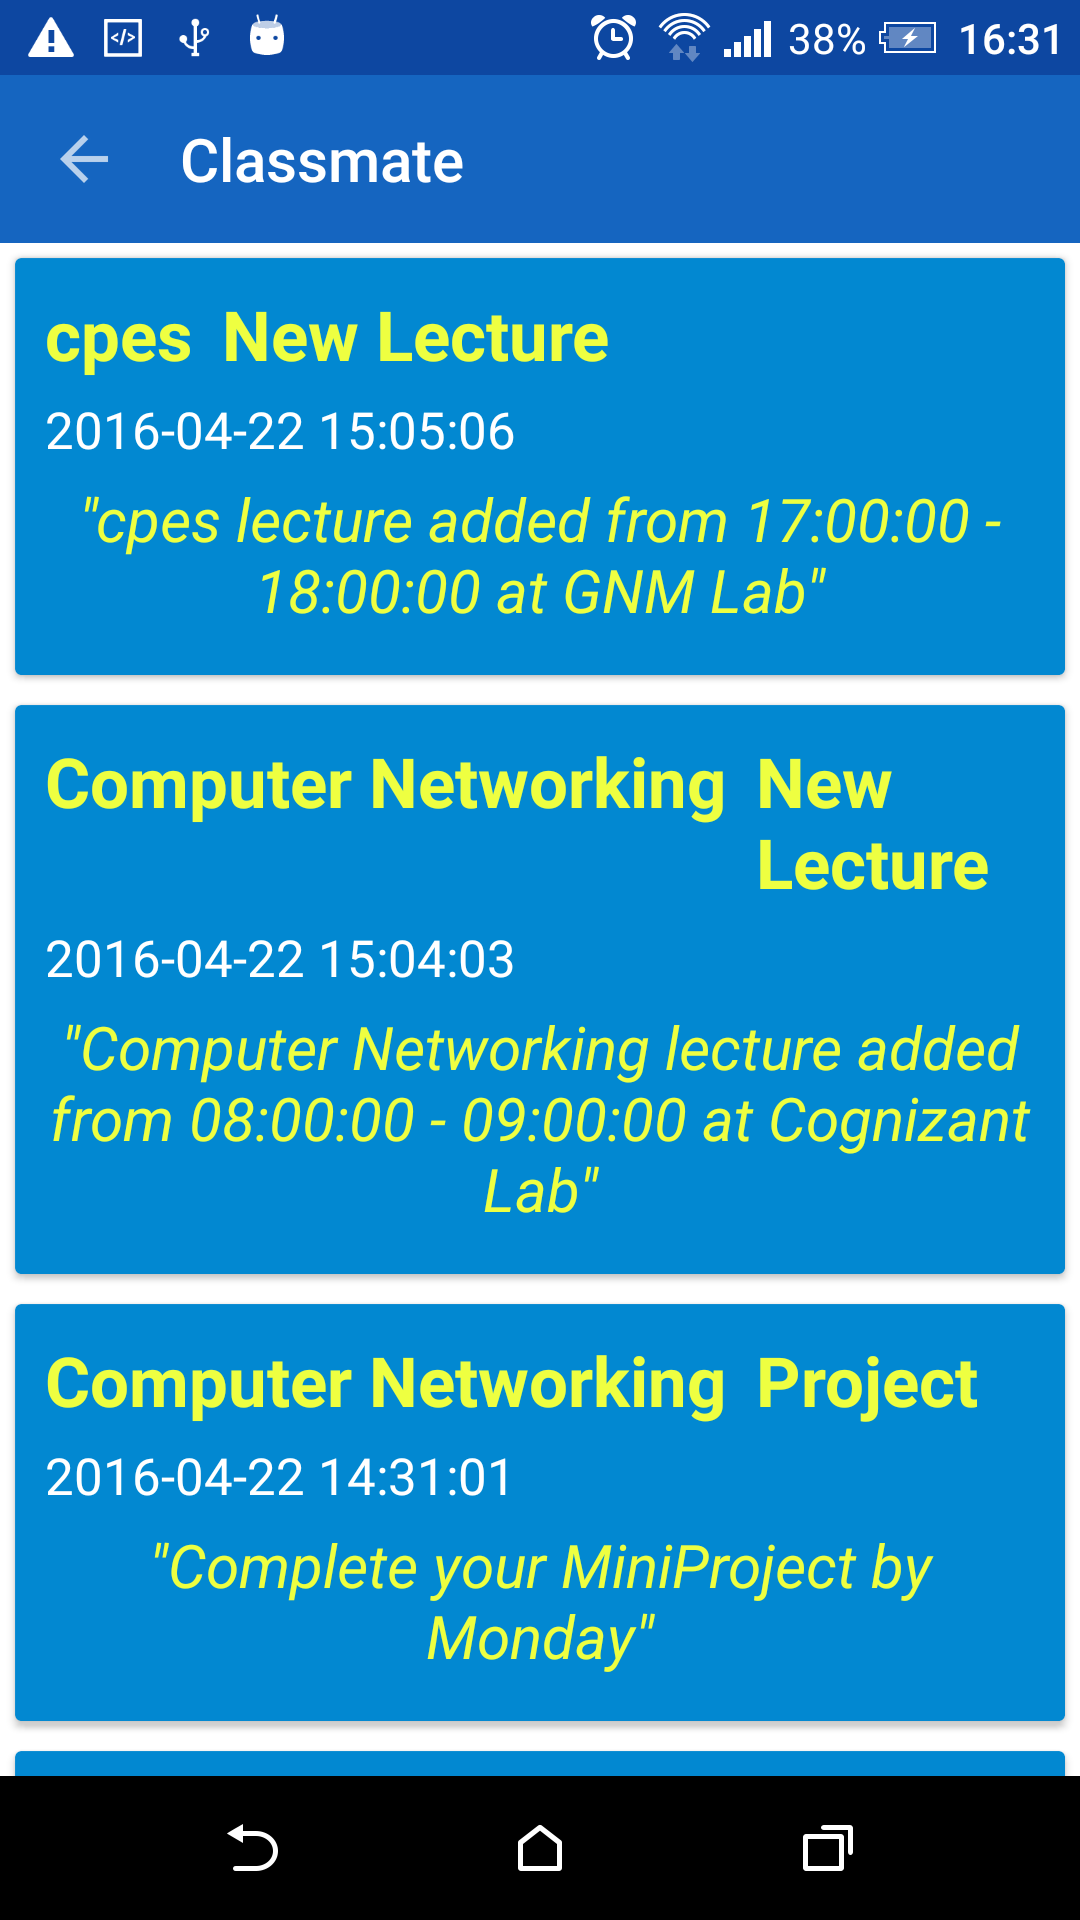 38% 16:31
Classmate
cpes New Lecture
2016-04-22 15:05:06
"cpes lecture added from 17:00:00 -
18:00:00 at GNM Lab"
Computer Networking New
Lecture
2016-04-22 15:04:03
"Computer Networking lecture added
from 08:00:00 - 09:00:00 at Cognizant
Lab"
Computer Networking Project
2016-04-22 14:31:01
"Complete your MiniProject by
Monday"